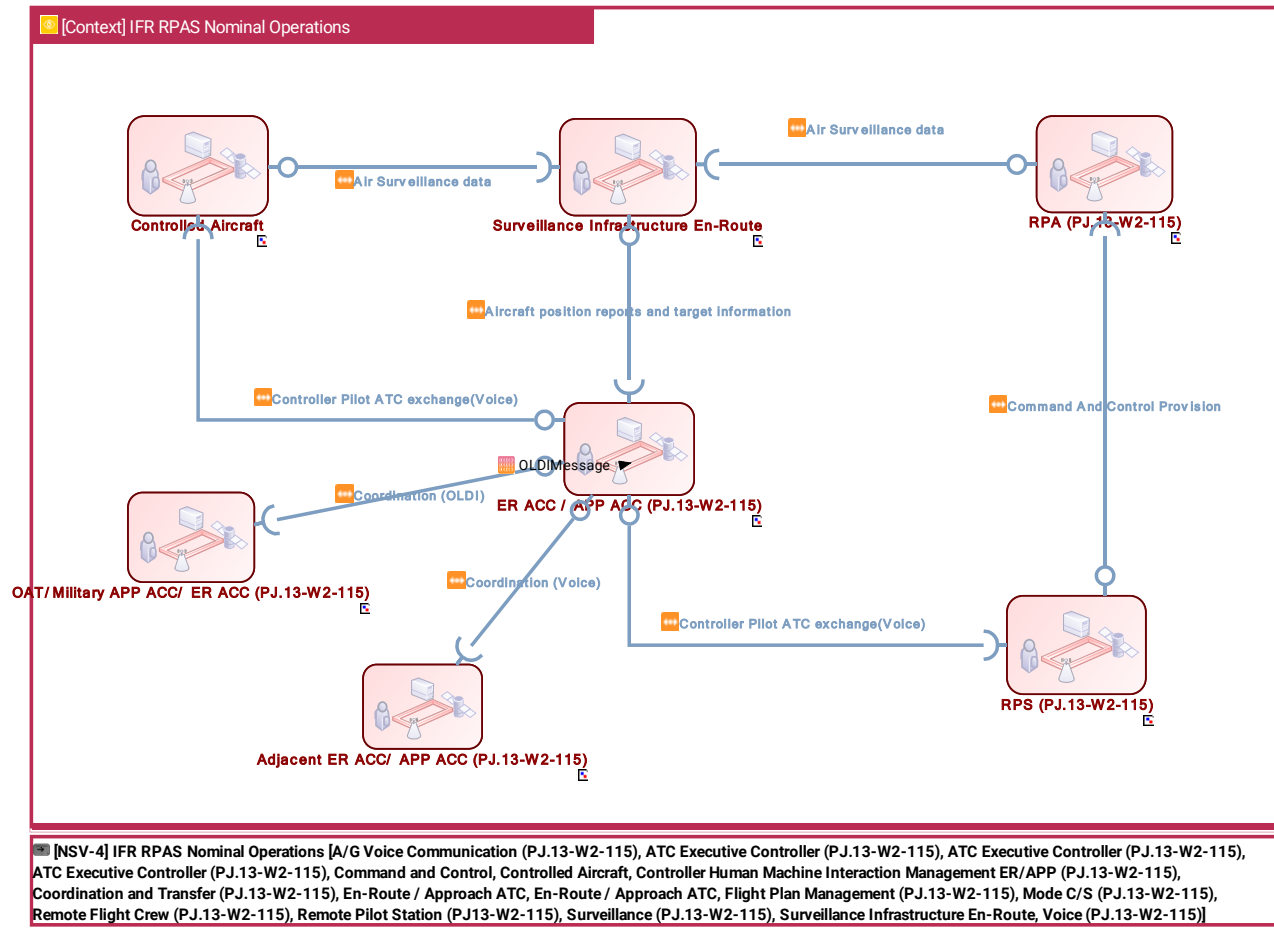 [Context] IFR RPAS Nominal Operations
Air Surveillance data
Air Surveillance data
Controlled Aircraft
Surveillance Infrastructure En-Route
RPA (PJ.13-W2-115)
Aircraft position reports and target information
Controller Pilot ATC exchange(Voice)
Command And Control Provision
OLDIMessage
Coordination (OLDI)
ER ACC / APP ACC (PJ.13-W2-115)
Coordination (Voice)
OAT/ Military APP ACC/ ER ACC (PJ.13-W2-115)
Controller Pilot ATC exchange(Voice)
RPS (PJ.13-W2-115)
Adjacent ER ACC/ APP ACC (PJ.13-W2-115)
[NSV-4] IFR RPAS Nominal Operations [A/G Voice Communication (PJ.13-W2-115), ATC Executive Controller (PJ.13-W2-115), ATC Executive Controller (PJ.13-W2-115),
ATC Executive Controller (PJ.13-W2-115), Command and Control, Controlled Aircraft, Controller Human Machine Interaction Management ER/APP (PJ.13-W2-115),
Coordination and Transfer (PJ.13-W2-115), En-Route / Approach ATC, En-Route / Approach ATC, Flight Plan Management (PJ.13-W2-115), Mode C/S (PJ.13-W2-115),
Remote Flight Crew (PJ.13-W2-115), Remote Pilot Station (PJ13-W2-115), Surveillance (PJ.13-W2-115), Surveillance Infrastructure En-Route, Voice (PJ.13-W2-115)]